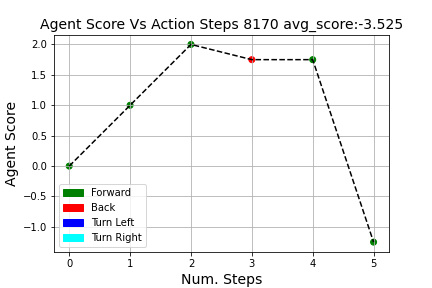 Agent Score Vs Action Steps 8170 avg_score:-3.525
Agent Score
2.0
1.5
1.0
0.5
0.0
−0.5
−1.0
Forward
Back
Turn Left
Turn Right
0 1 2 3 4 5
Num. Steps